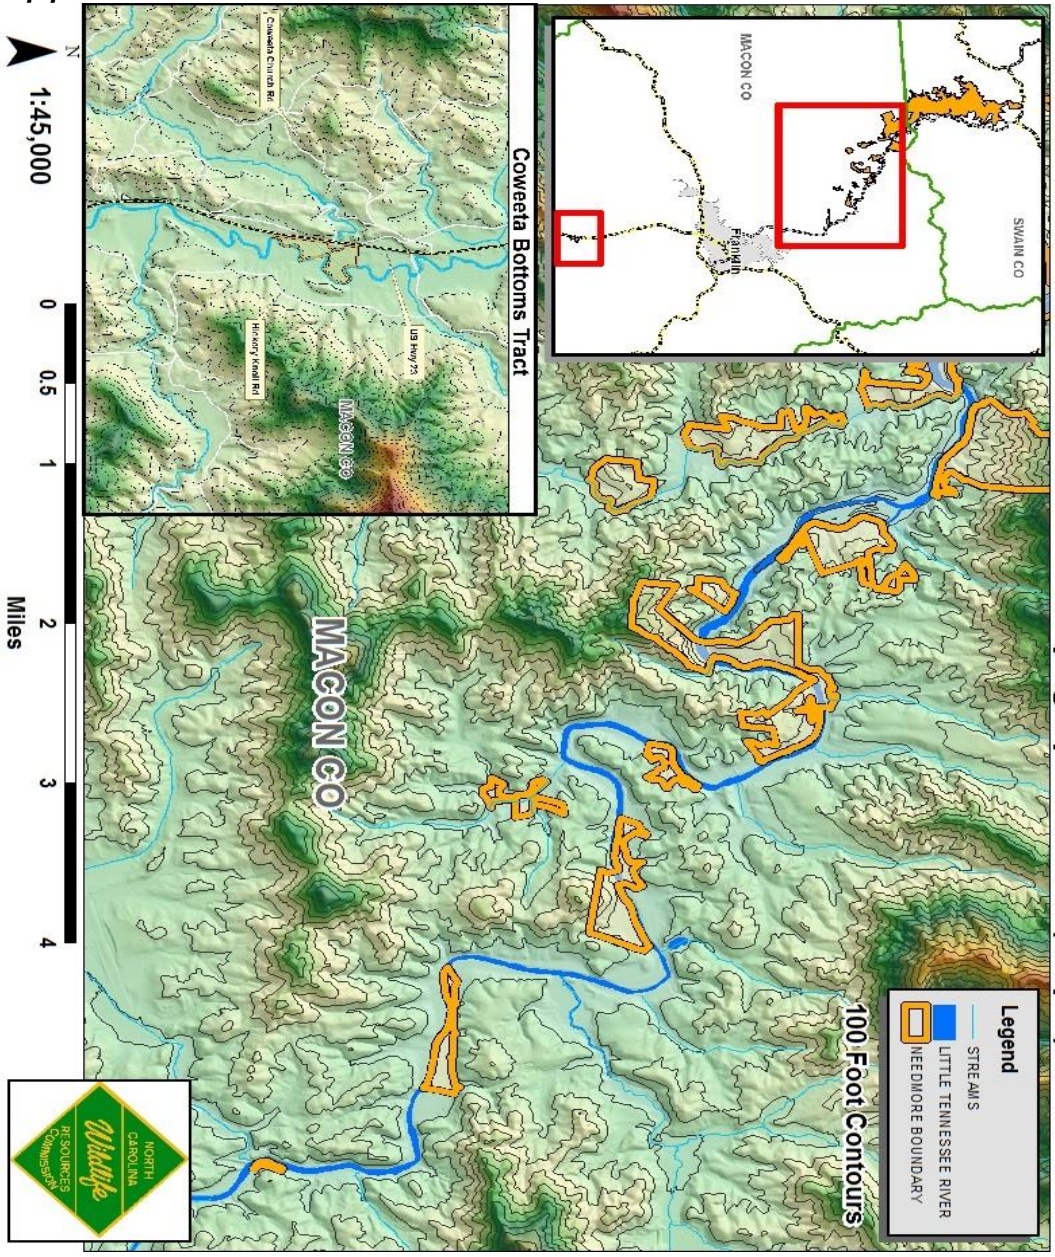 MACON CO
SWAIN CO
Franklin
Legend
STREAMS
LITTLE TENNESSEE RIVER
NEEDMORE BOUNDARY
100 Foot Contours
Coweeta Bottoms Tract
Coweeta Church Rd
US Hwy 23
Hickory Knoll Rd
MACON CO
MACON CO
N
1:45,000
0 0.5 1 2 3 4
Miles
NORTH
CAROLINA
Wildlife
RESOURCES
COMMISSION